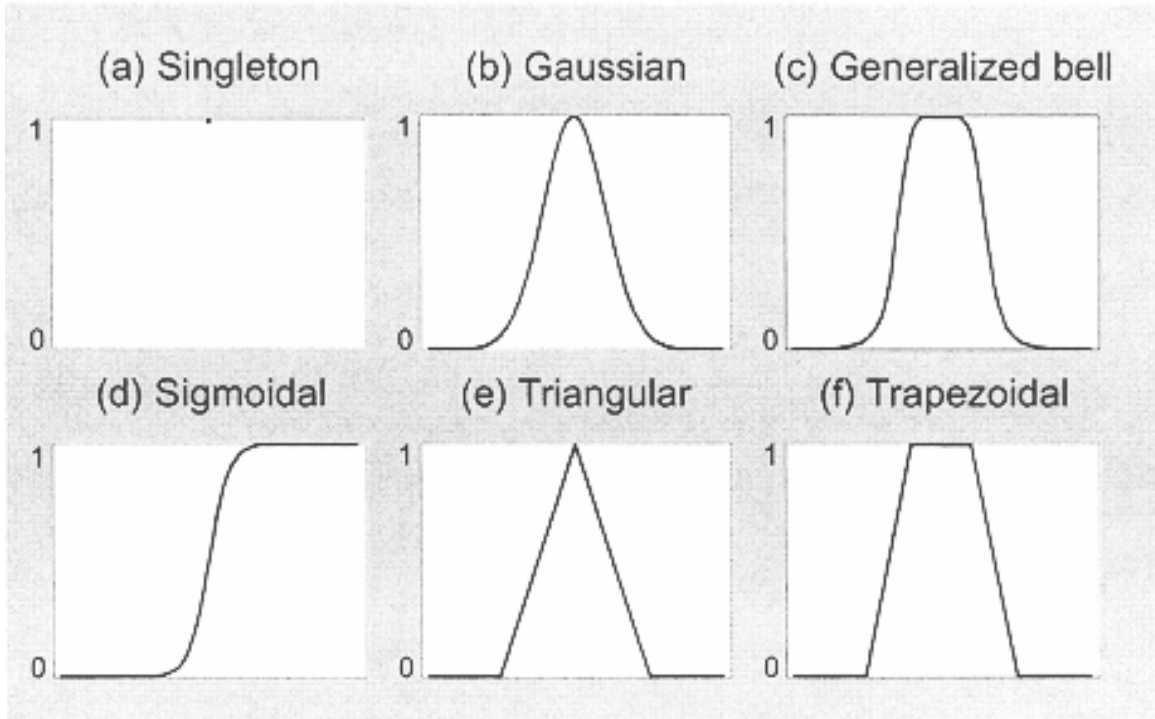 (a) Singleton
(b) Gaussian
(c) Generalized bell
1
0
1
0
1
0
(d) Sigmoidal
(e) Triangular
(f) Trapezoidal
1
0
1
0
1
0